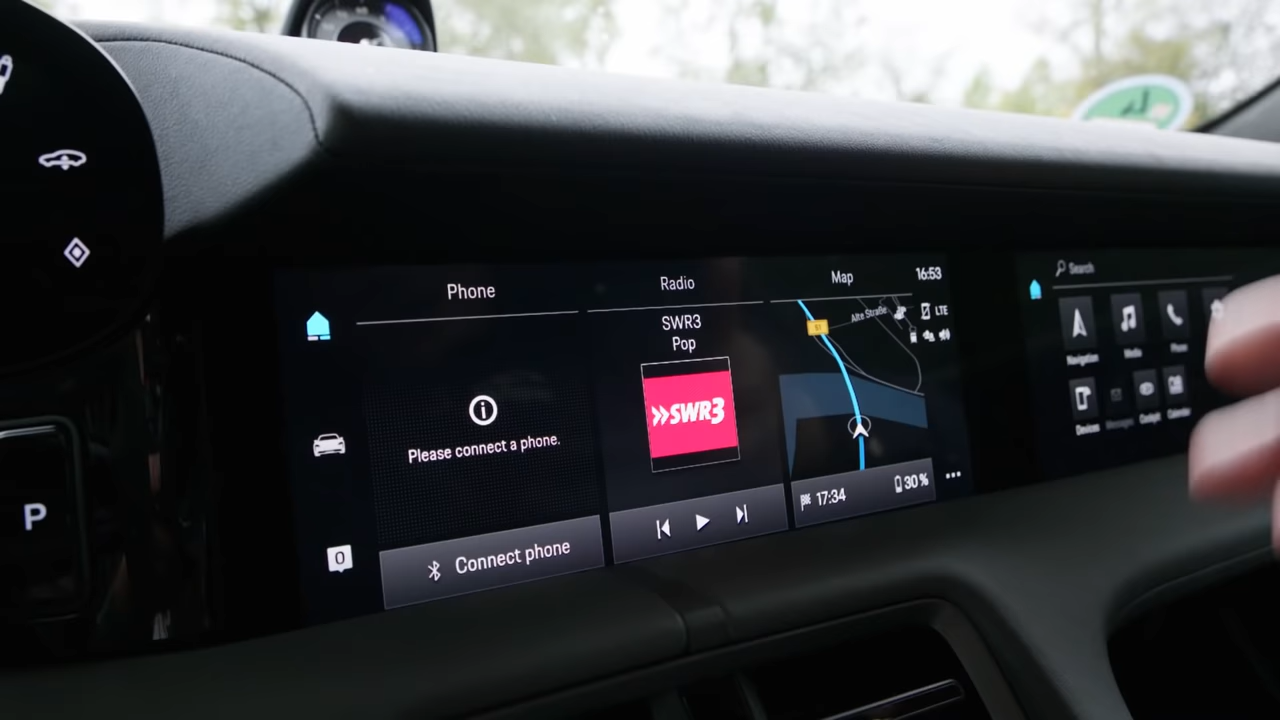 Phone
Radio
Map
16:53
SWR3
Pop
Alte Straße
LTE
»SWR3
Please connect a phone.
17:34
30%
Connect phone
0
P
Search
Navigation
Media
Phone
Devices
Messages
Cockpit
Calendar